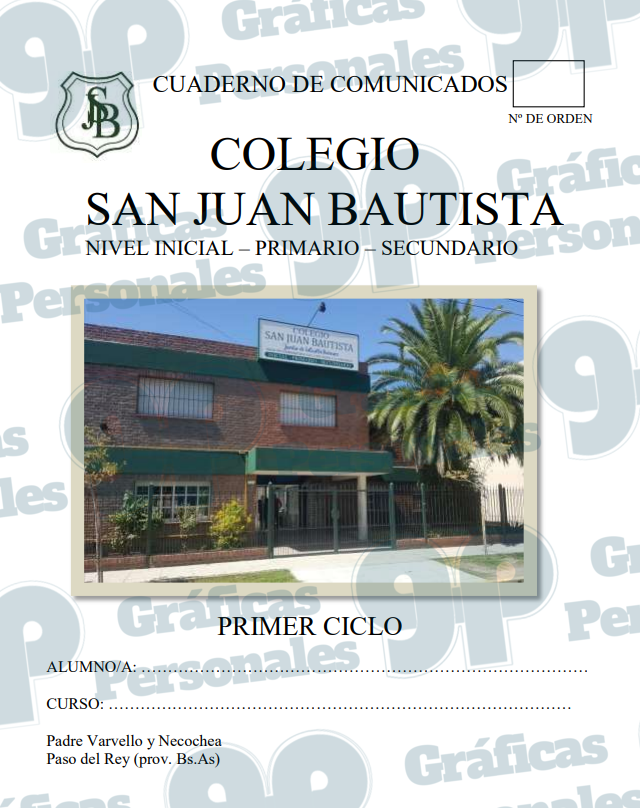 CUADERNO DE COMUNICADOS
Nº DE ORDEN
SJB
COLEGIO
SAN JUAN BAUTISTA
NIVEL INICIAL – PRIMARIO – SECUNDARIO
COLEGIO
SAN JUAN BAUTISTA
PRIMER CICLO
ALUMNO/A: ……………………………………………………………………………
CURSO: ………………………………………………………………………………
Padre Varvello y Necochea
Paso del Rey (prov. Bs.As)
gp Gráficas Personales